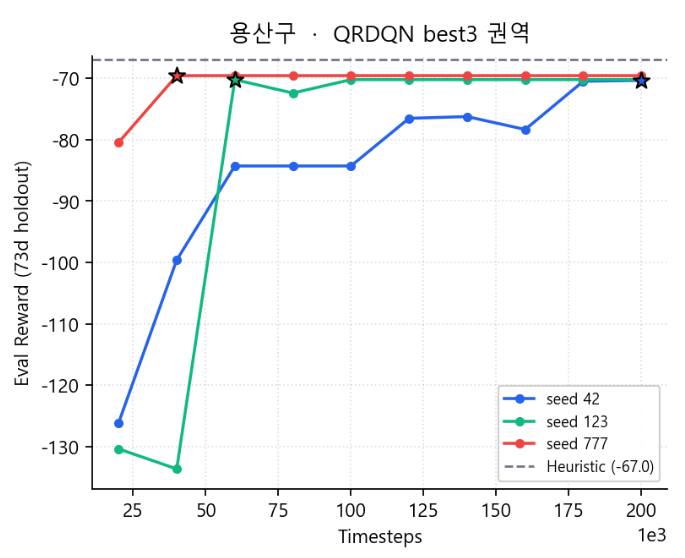 용산구 · QRDQN best3 권역
Eval Reward (73d holdout)
-70
-80
-90
-100
-110
-120
-130
seed 42
seed 123
seed 777
Heuristic (-67.0)
25 50 75 100 125 150 175 200
1e3
Timesteps